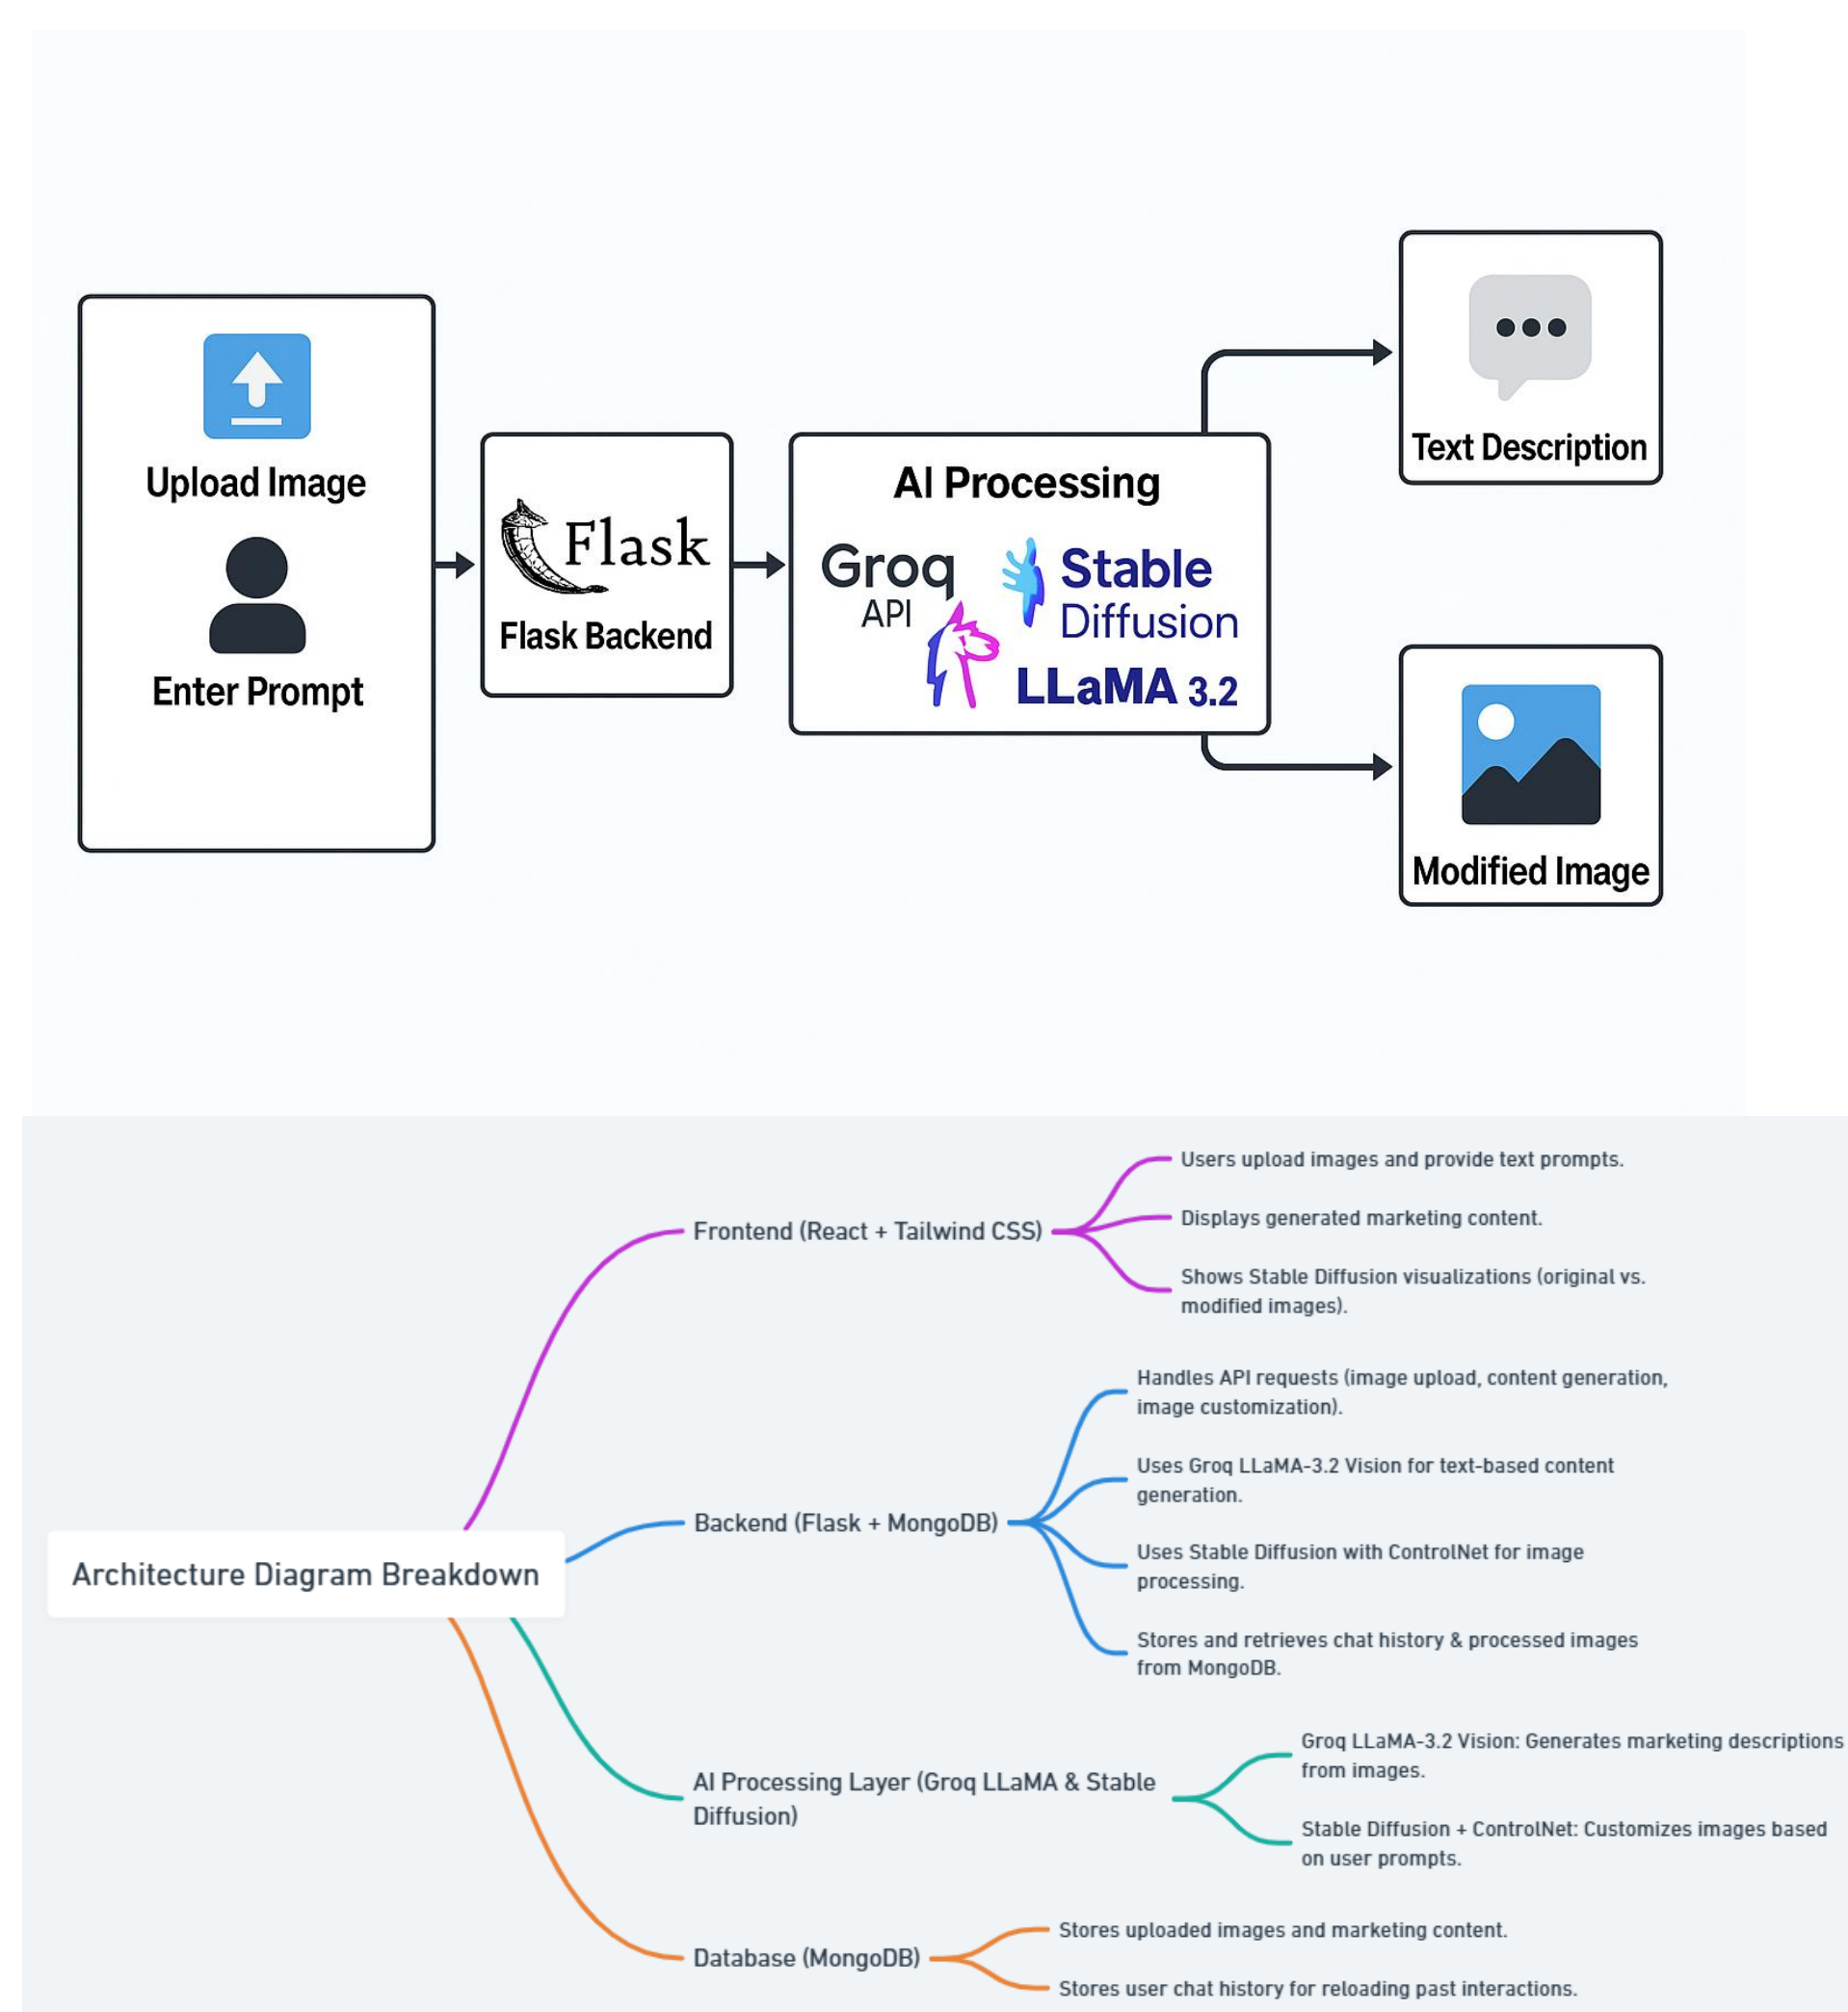 Upload Image
Enter Prompt
Flask
Flask Backend
AI Processing
Groq
API
Stable
Diffusion
LLaMA 3.2
Text Description
Modified Image
Architecture Diagram Breakdown
Frontend (React + Tailwind CSS)
Users upload images and provide text prompts.
Displays generated marketing content.
Shows Stable Diffusion visualizations (original vs.
modified images).
Backend (Flask + MongoDB)
Handles API requests (image upload, content generation,
image customization).
Uses Groq LLaMA-3.2 Vision for text-based content
generation.
Uses Stable Diffusion with ControlNet for image
processing.
Stores and retrieves chat history & processed images
from MongoDB.
AI Processing Layer (Groq LLaMA & Stable
Diffusion)
Groq LLaMA-3.2 Vision: Generates marketing descriptions
from images.
Stable Diffusion + ControlNet: Customizes images based
on user prompts.
Database (MongoDB)
Stores uploaded images and marketing content.
Stores user chat history for reloading past interactions.